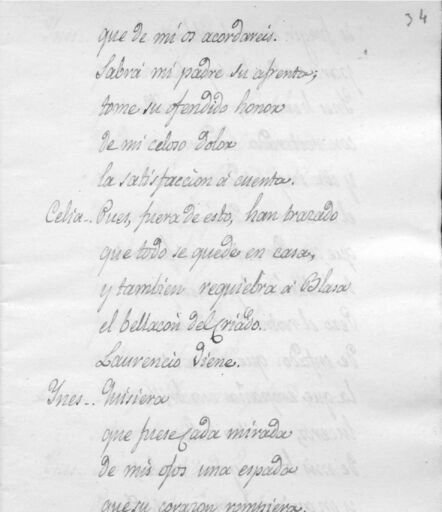 34
que de mi os acordareis.
Sabrá mi padre su afrenta;
tome su ofendido honor
de mi celoso dolor
la satisfaccion á cuenta.
Celia.. Pues, fuera de esto, han trazado
que todo se quede en casa,
y tambien requiebra á Blasa
el bellacon del Criado.
Laurencio viene.
Ynes.. Quisiera
que fuese Cada mirada
de mis ojos una espada
que su corazon rompiera.